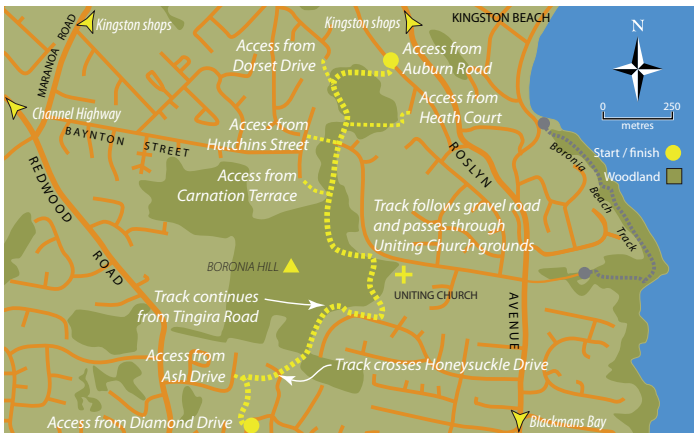 Kingston shops
Kingston shops
KINGSTON BEACH
MARANOA ROAD
Access from
Dorset Drive
Access from
Auburn Road
N
Channel Highway
Access from
Heath Court
0 250
metres
BAYNTON STREET
Access from
Hutchins Street
ROSLYN
Boronia Beach Track
Start / finish
Woodland
REDWOOD ROAD
Access from
Carnation Terrace
Track follows gravel road
and passes through
Uniting Church grounds
BORONIA HILL
UNITING CHURCH
AVENUE
Track continues
from Tingira Road
Access from
Ash Drive
Track crosses Honeysuckle Drive
Access from Diamond Drive
Blackmans Bay